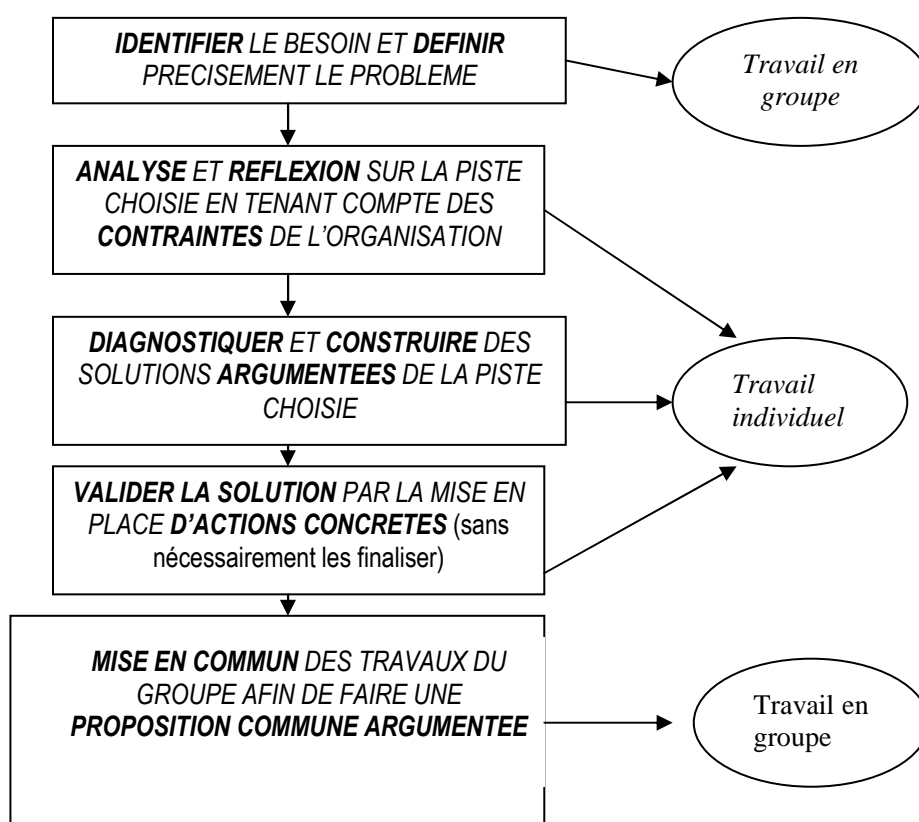 IDENTIFIER LE BESOIN ET DEFINIR
PRECISEMENT LE PROBLEME
Travail en
groupe
ANALYSE ET REFLEXION SUR LA PISTE
CHOISIE EN TENANT COMPTE DES
CONTRAINTES DE L'ORGANISATION
DIAGNOSTIQUER ET CONSTRUIRE DES
SOLUTIONS ARGUMENTEES DE LA PISTE
CHOISIE
Travail
individuel
VALIDER LA SOLUTION PAR LA MISE EN
PLACE D'ACTIONS CONCRETES (sans
nécessairement les finaliser)
MISE EN COMMUN DES TRAVAUX DU
GROUPE AFIN DE FAIRE UNE
PROPOSITION COMMUNE ARGUMENTEE
Travail en
groupe